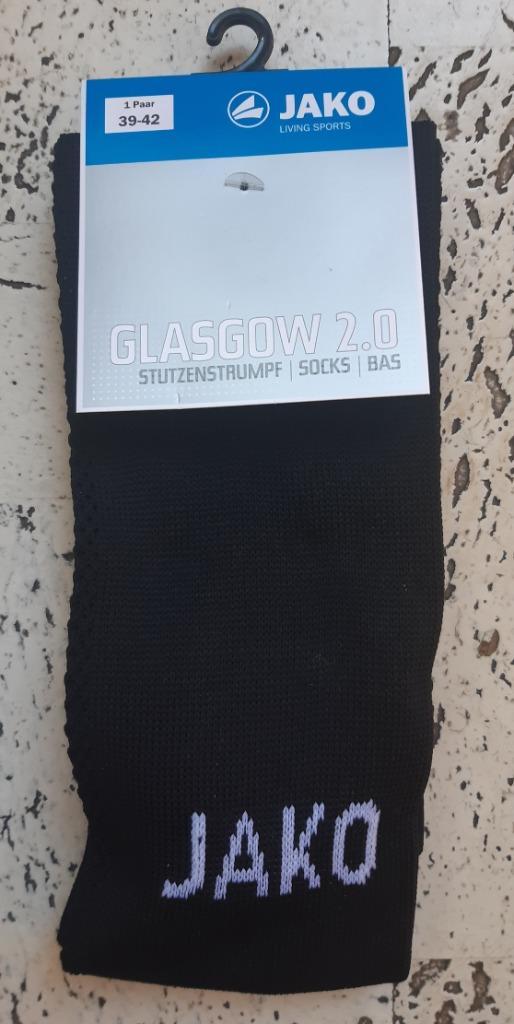 1 Paar
39-42
JAKO
LIVING SPORTS
GLASGOW 2.0
STUTZENSTRUMPF | SOCKS | BAS
JAKO